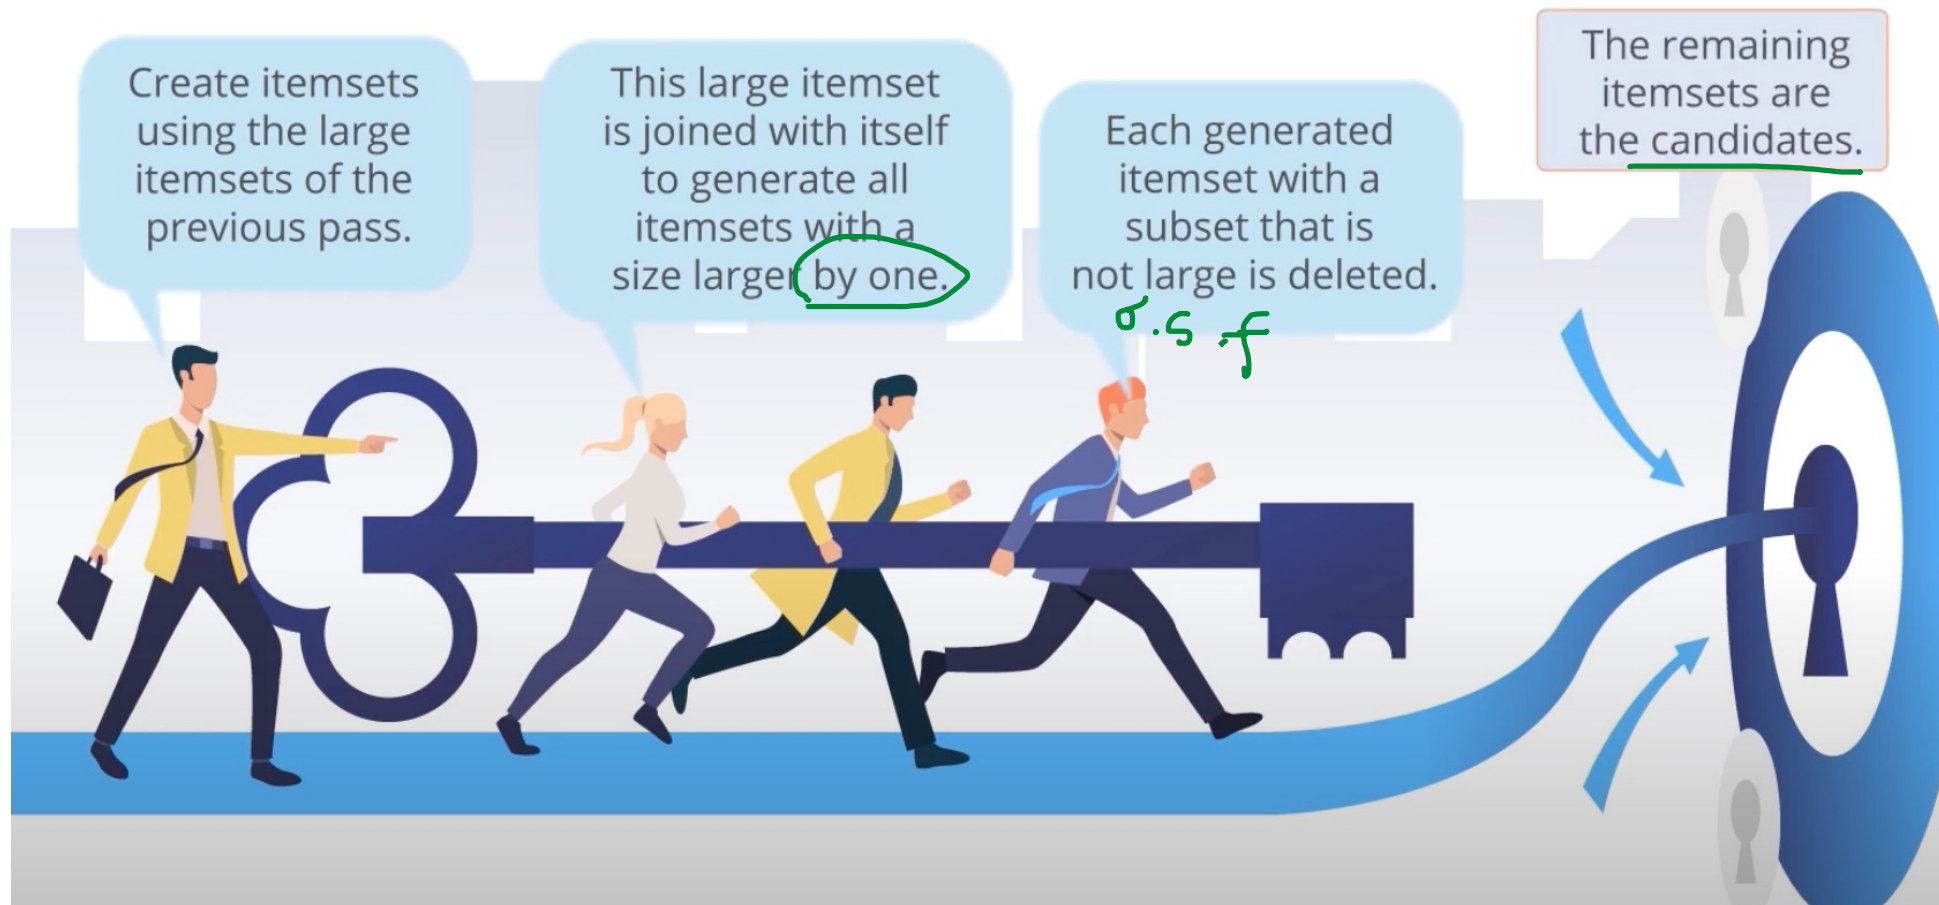 Create itemsets
using the large
itemsets of the
previous pass.
This large itemset
is joined with itself
to generate all
itemsets with a
size larger by one.
Each generated
itemset with a
subset that is
not large is deleted.
σ.s.f
The remaining
itemsets are
the candidates.